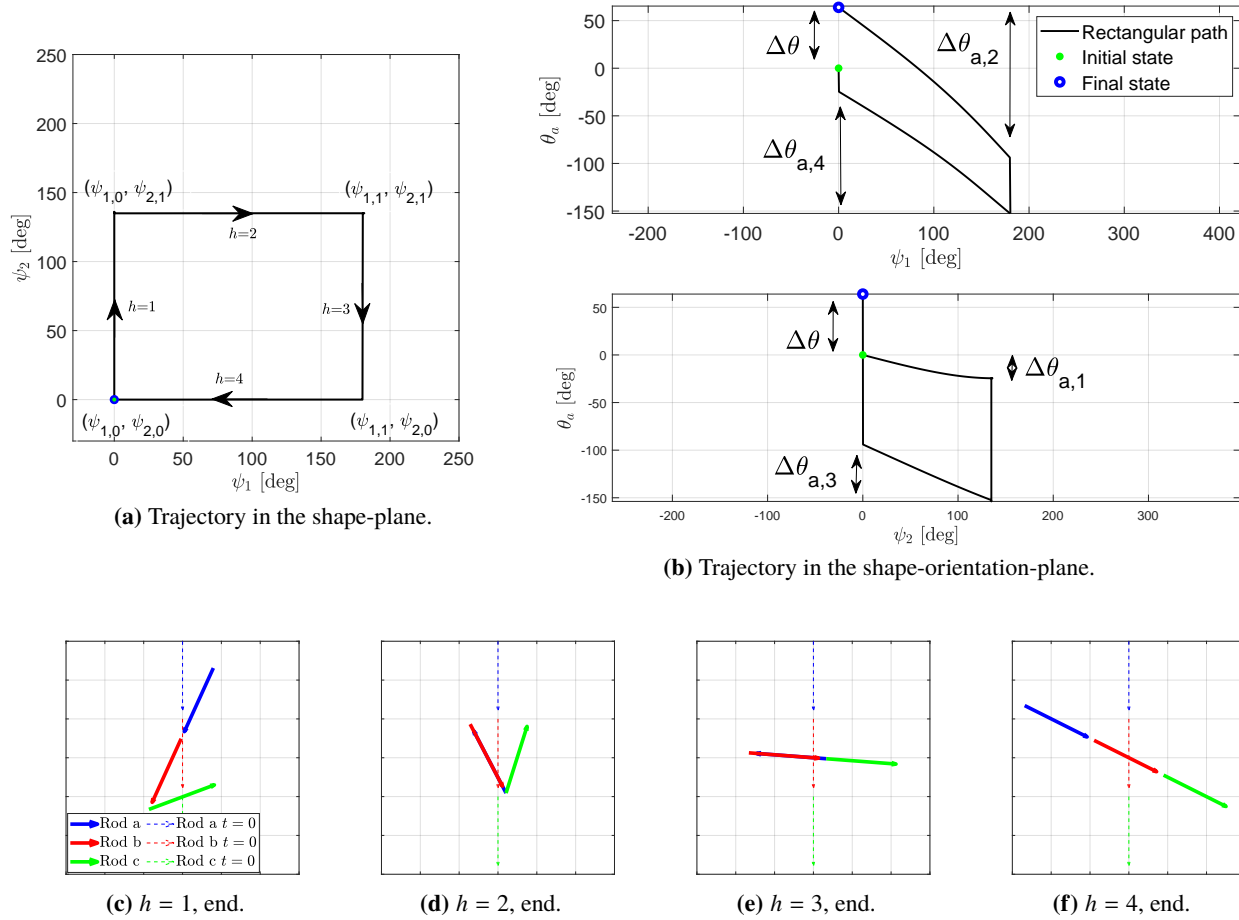 250
200
150
100
50
0
ψ₂ [deg]
(ψ₁,₀, ψ₂,₁)
(ψ₁,₁, ψ₂,₁)
h=2
h=1
h=3
h=4
(ψ₁,₀, ψ₂,₀)
(ψ₁,₁, ψ₂,₀)
0 50 100 150 200 250
ψ₁ [deg]
(a) Trajectory in the shape-plane.
50
0
-50
-100
-150
θₐ [deg]
Δθ
Δθa,2
Δθa,4
Rectangular path
Initial state
Final state
-200 -100 0 100 200 300 400
ψ₁ [deg]
50
0
-50
-100
-150
θₐ [deg]
Δθ
Δθa,1
Δθa,3
-200 -100 0 100 200 300 400
ψ₂ [deg]
(b) Trajectory in the shape-orientation-plane.
Rod a Rod a t = 0
Rod b Rod b t = 0
Rod c Rod c t = 0
(c) h = 1, end.
(d) h = 2, end.
(e) h = 3, end.
(f) h = 4, end.